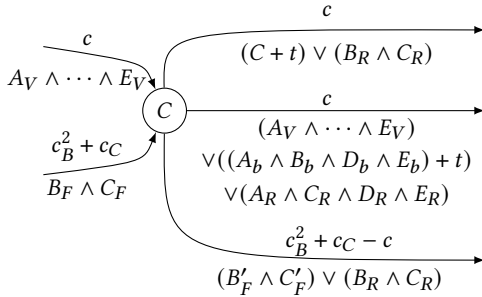 c
(C + t) ∨ (B_R ∧ C_R)
c
A_V ∧ ⋯ ∧ E_V
C
c
(A_V ∧ ⋯ ∧ E_V)
∨((A_b ∧ B_b ∧ D_b ∧ E_b) + t)
∨(A_R ∧ C_R ∧ D_R ∧ E_R)
c_B^2 + c_C
B_F ∧ C_F
c_B^2 + c_C − c
(B'_F ∧ C'_F) ∨ (B_R ∧ C_R)